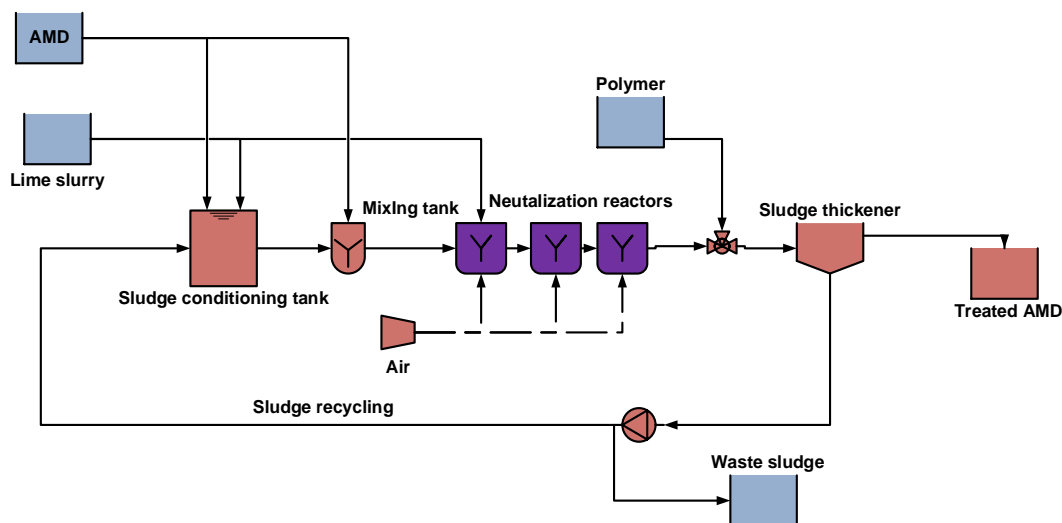 AMD
Polymer
Lime slurry
MixIng tank
Neutalization reactors
Sludge thickener
Sludge conditioning tank
Treated AMD
Air
Sludge recycling
Waste sludge